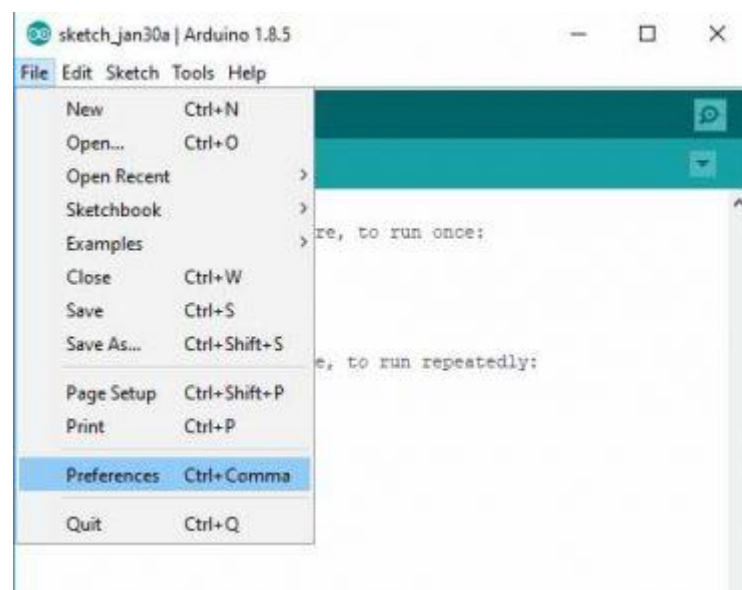 sketch_jan30a | Arduino 1.8.5
File Edit Sketch Tools Help
New Ctrl+N
Open... Ctrl+O
Open Recent
Sketchbook
re, to run once:
Examples
Close Ctrl+W
Save Ctrl+S
Save As... Ctrl+Shift+S
e, to run repeatedly:
Page Setup Ctrl+Shift+P
Print Ctrl+P
Preferences Ctrl+Comma
Quit Ctrl+Q